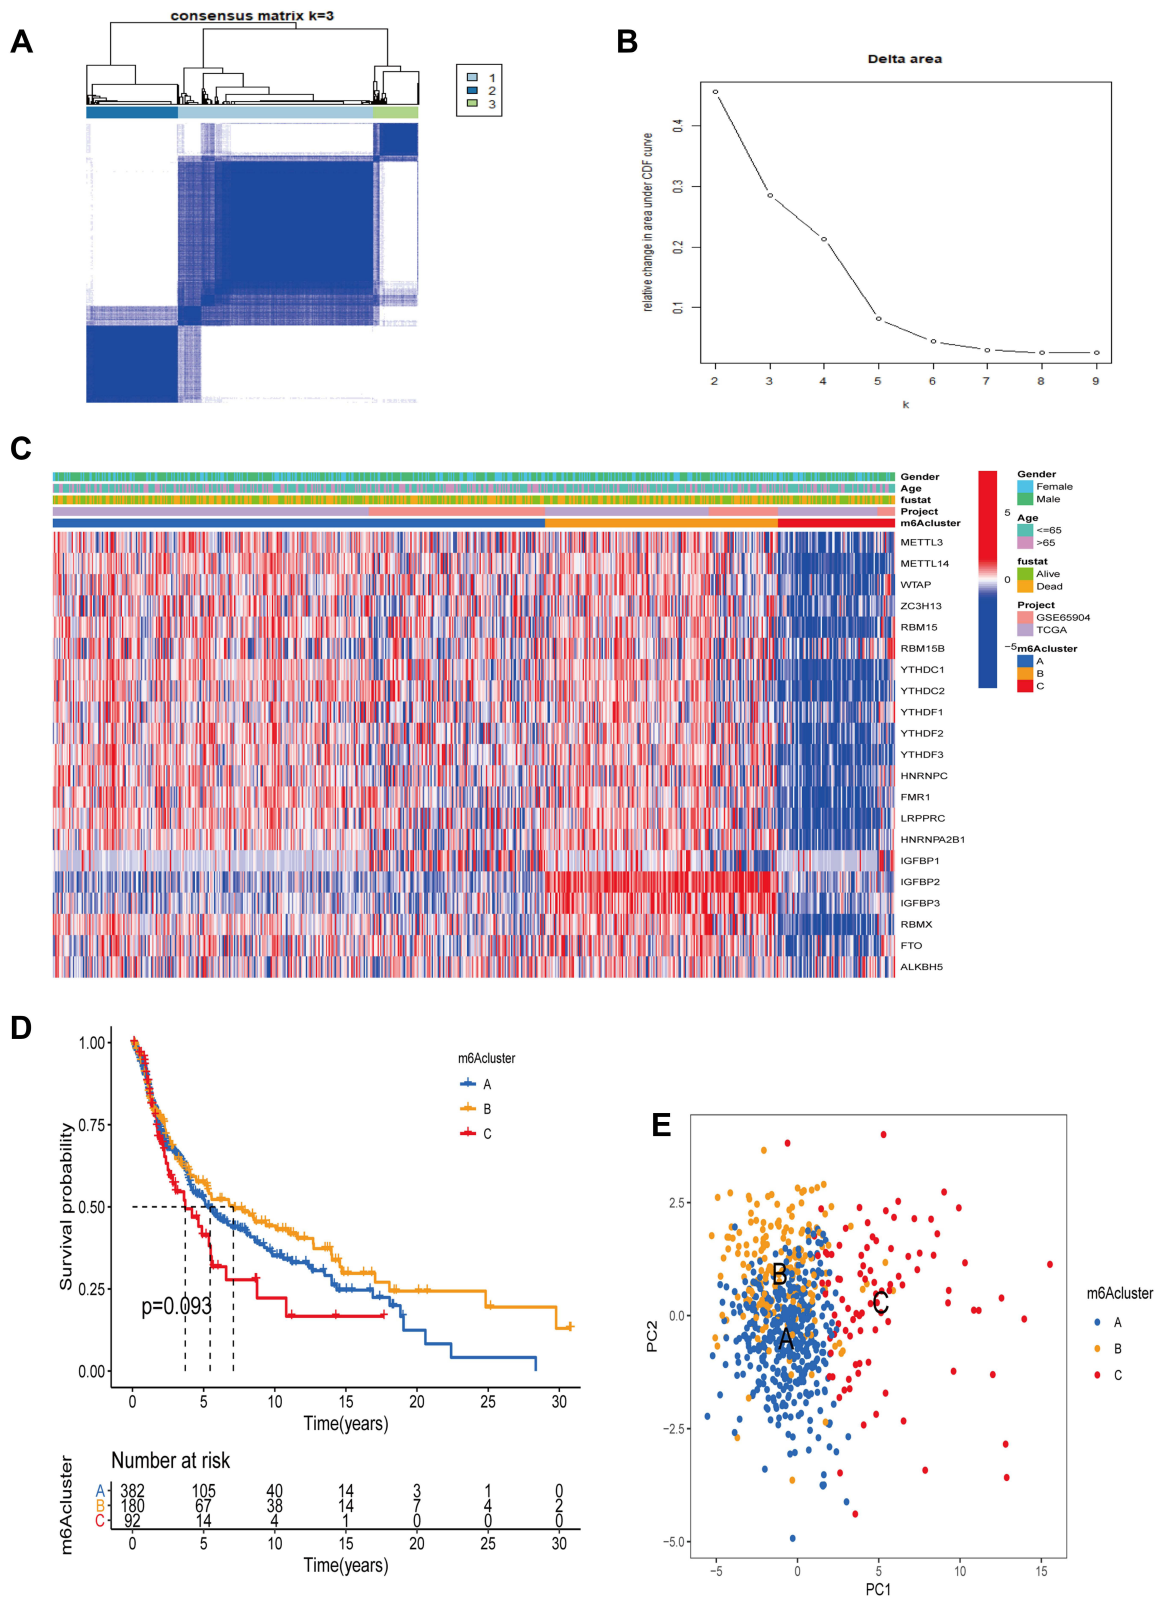 A
consensus matrix k=3
1
2
3
B
Delta area
relative change in area under CDF curve
0.4
0.3
0.2
0.1
2 3 4 5 6 7 8 9
k
C
Gender
Age
fustat
Project
m6Acluster
METTL3
METTL14
WTAP
ZC3H13
RBM15
RBM15B
YTHDC1
YTHDC2
YTHDF1
YTHDF2
YTHDF3
HNRNPC
FMR1
LRPPRC
HNRNPA2B1
IGFBP1
IGFBP2
IGFBP3
RBMX
FTO
ALKBH5
5
0
−5
Gender
Female
Male
Age
<=65
>65
fustat
Alive
Dead
Project
GSE65904
TCGA
m6Acluster
A
B
C
D
Survival probability
1.00
0.75
0.50
0.25
0.00
p=0.093
m6Acluster
A
B
C
0 5 10 15 20 25 30
Time(years)
Number at risk
m6Acluster
A 382 105 40 14 3 1 0
B 180 67 38 14 7 4 2
C 92 14 4 1 0 0 0
0 5 10 15 20 25 30
Time(years)
E
PC2
2.5
0.0
−2.5
−5.0
B
C
A
−5 0 5 10 15
PC1
m6Acluster
A
B
C